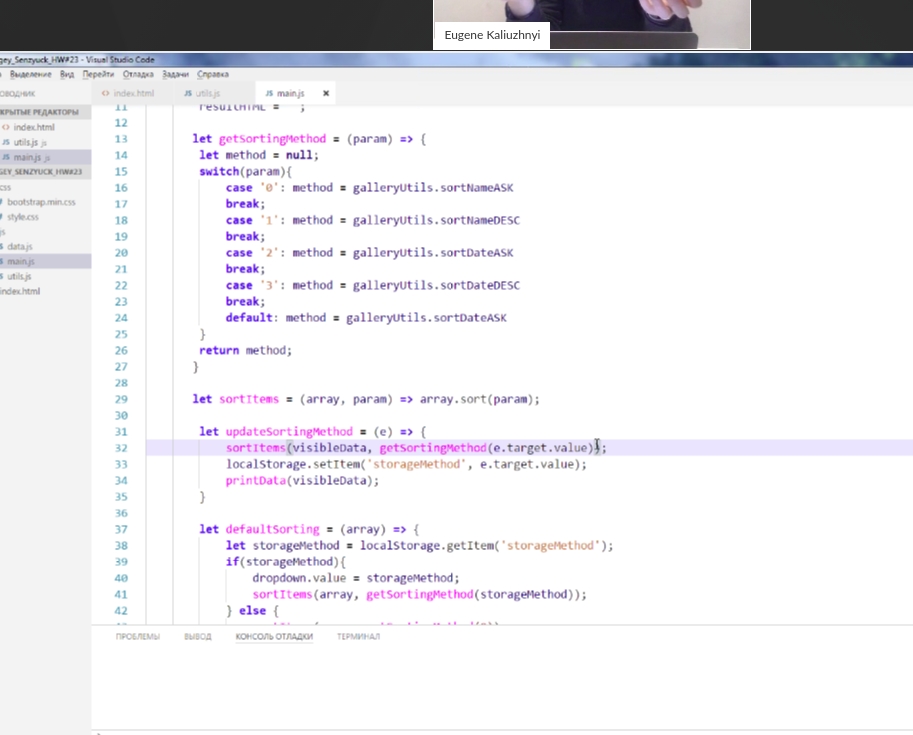 Eugene Kaliuzhnyi
gey_Senzyuck_HW#23 - Visual Studio Code
Выделение Вид Перейти Отладка Задачи Справка
ОВОДНИК
<> index.html
JS utils.js
JS main.js ×
КРЫТЫЕ РЕДАКТОРЫ
<> index.html
JS utils.js js
JS main.js js
GEY_SENZYUCK_HW#23
css
bootstrap.min.css
style.css
js
JS data.js
JS main.js
JS utils.js
index.html
11 resultHTML = '';
12
13 let getSortingMethod = (param) => {
14 let method = null;
15 switch(param){
16 case '0': method = galleryUtils.sortNameASK
17 break;
18 case '1': method = galleryUtils.sortNameDESC
19 break;
20 case '2': method = galleryUtils.sortDateASK
21 break;
22 case '3': method = galleryUtils.sortDateDESC
23 break;
24 default: method = galleryUtils.sortDateASK
25 }
26 return method;
27 }
28
29 let sortItems = (array, param) => array.sort(param);
30
31 let updateSortingMethod = (e) => {
32 sortItems(visibleData, getSortingMethod(e.target.value));
33 localStorage.setItem('storageMethod', e.target.value);
34 printData(visibleData);
35 }
36
37 let defaultSorting = (array) => {
38 let storageMethod = localStorage.getItem('storageMethod');
39 if(storageMethod){
40 dropdown.value = storageMethod;
41 sortItems(array, getSortingMethod(storageMethod));
42 } else {
ПРОБЛЕМЫ ВЫВОД КОНСОЛЬ ОТЛАДКИ ТЕРМИНАЛ